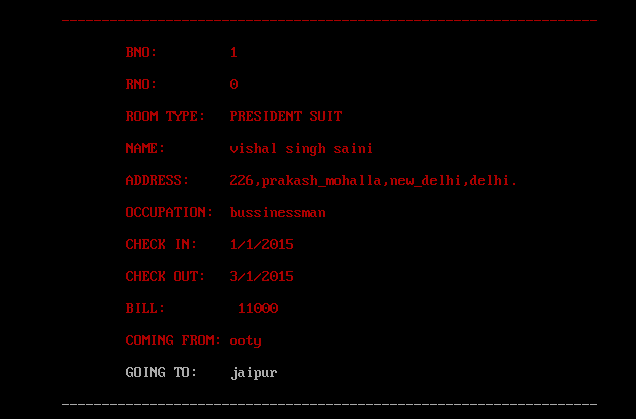 BNO: 1
RNO: 0
ROOM TYPE: PRESIDENT SUIT
NAME: vishal singh saini
ADDRESS: 226,prakash_mohalla,new_delhi,delhi.
OCCUPATION: bussinessman
CHECK IN: 1/1/2015
CHECK OUT: 3/1/2015
BILL: 11000
COMING FROM: ooty
GOING TO: jaipur